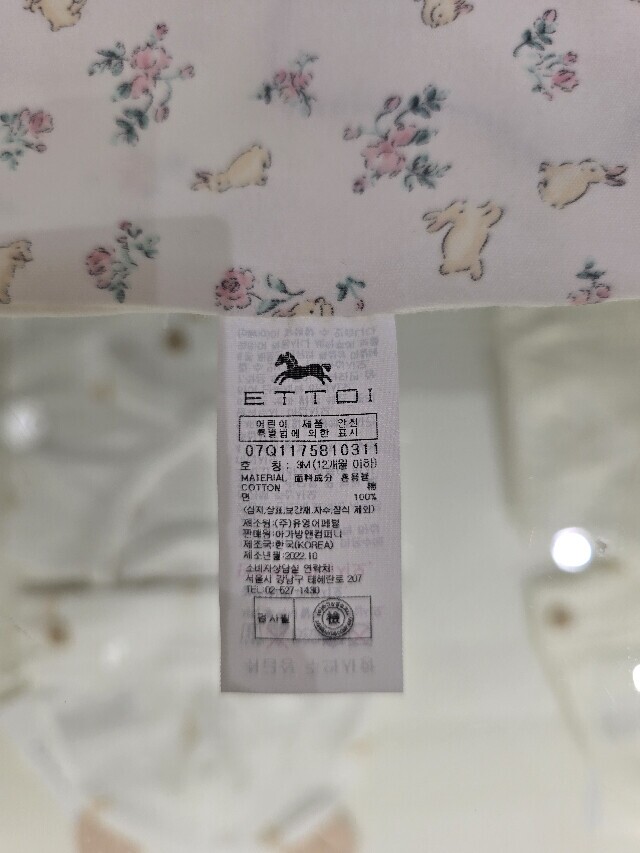 ETTOI
어린이 제품 안전
특별법에 의한 표시
07Q1175810311
호 칭 : 3M(12개월 이하)
MATERIAL 面料成分 혼용율
COTTON 棉
면 100%
(심지,상표,보강재,자수,장식 제외)
제조원:(주)유영어패럴
판매원:아가방앤컴퍼니
제조국:한국(KOREA)
제조년월:2022.10
소비자상담실 연락처:
서울시 강남구 테헤란로 207
TEL:02-527-1430
검사필